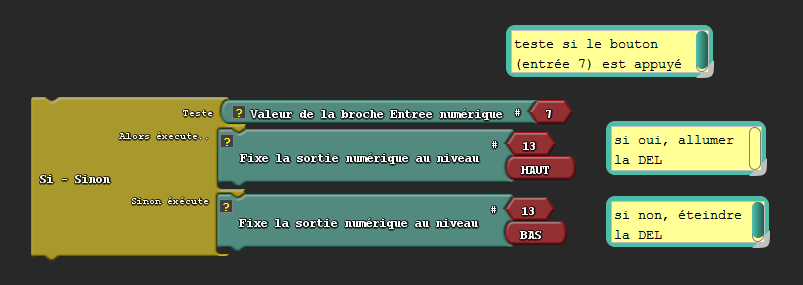 teste si le bouton
(entrée 7) est appuyé
Teste
? Valeur de la broche Entree numérique # 7
Alors éxecute..
?
# 13
Fixe la sortie numérique au niveau
HAUT
si oui, allumer
la DEL
Si - Sinon
Sinon éxécute
?
# 13
Fixe la sortie numérique au niveau
BAS
si non, éteindre
la DEL